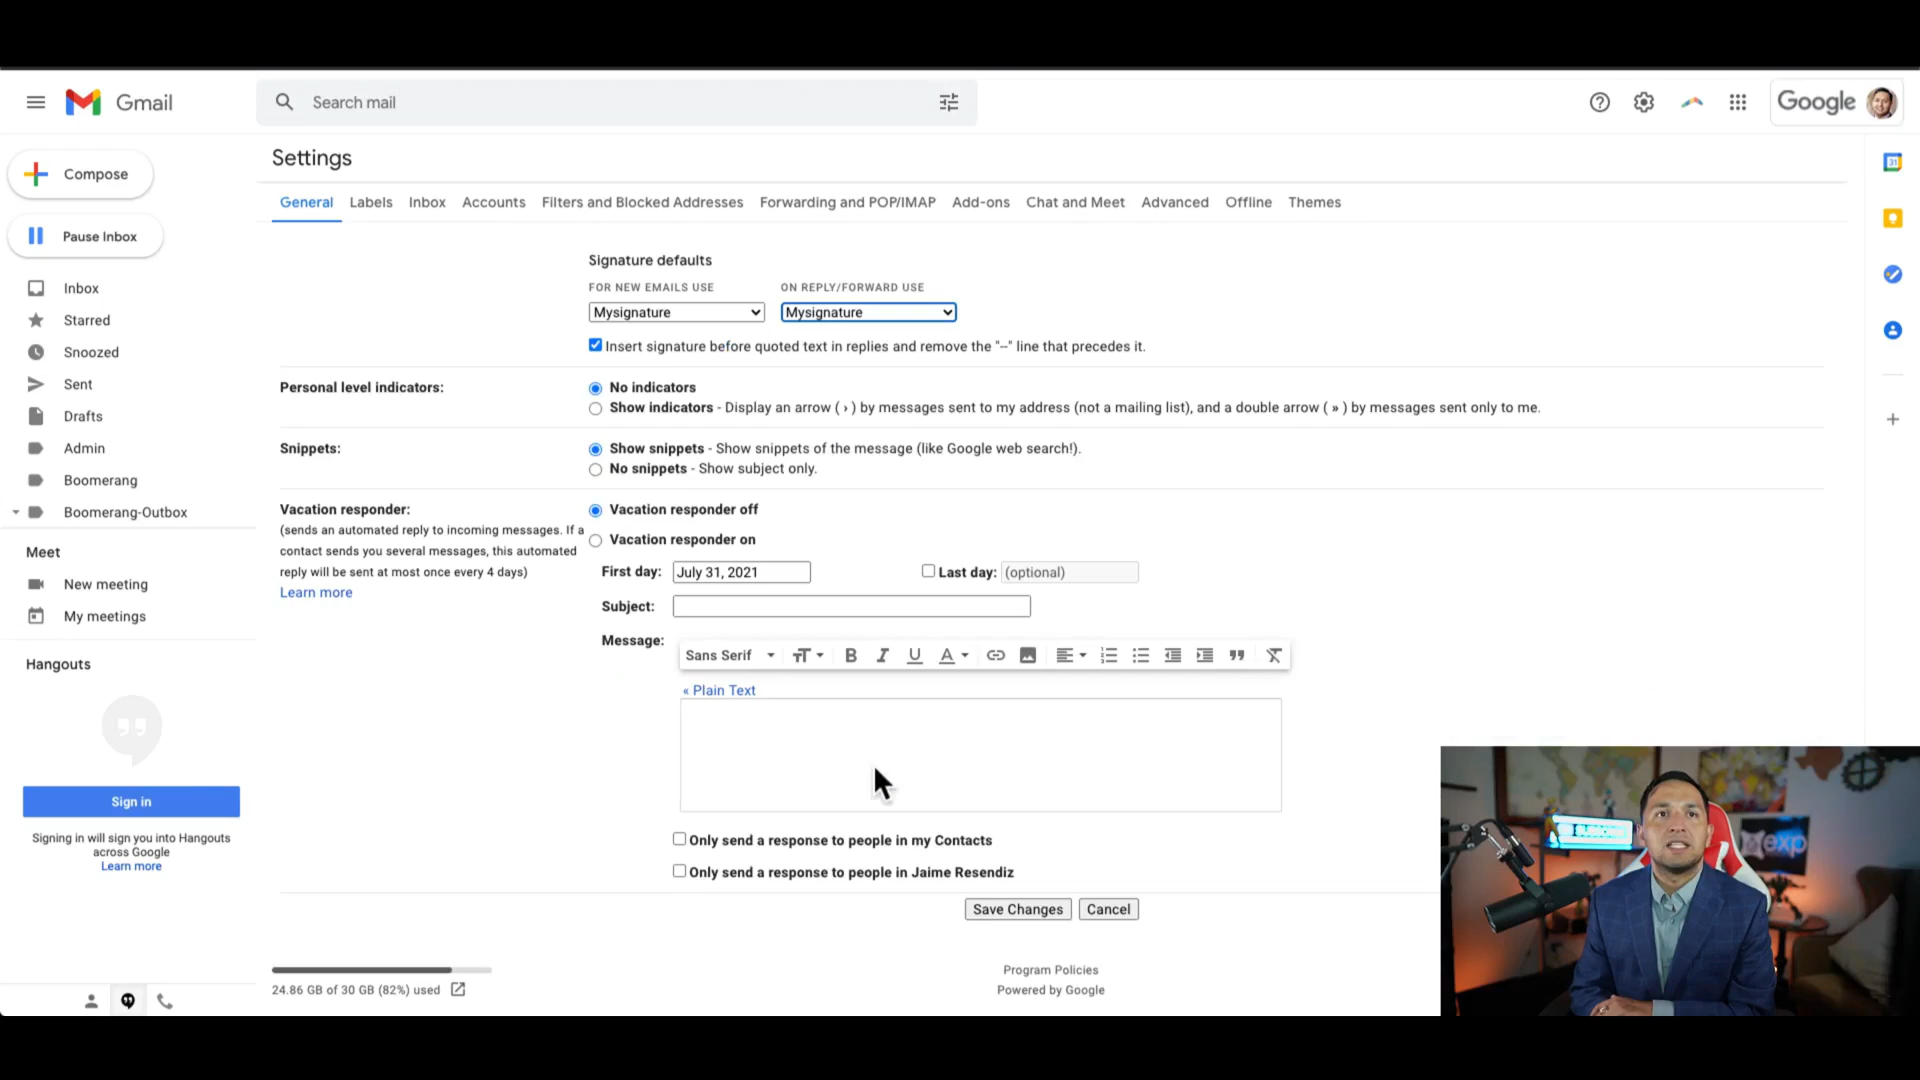 Gmail
Search mail
Google
Compose
Pause Inbox
Inbox
Starred
Snoozed
Sent
Drafts
Admin
Boomerang
Boomerang-Outbox
Meet
New meeting
My meetings
Hangouts
Sign in
Signing in will sign you into Hangouts
across Google
Learn more
Settings
General Labels Inbox Accounts Filters and Blocked Addresses Forwarding and POP/IMAP Add-ons Chat and Meet Advanced Offline Themes
Signature defaults
FOR NEW EMAILS USE ON REPLY/FORWARD USE
Mysignature Mysignature
Insert signature before quoted text in replies and remove the "--" line that precedes it.
Personal level indicators:
No indicators
Show indicators - Display an arrow ( › ) by messages sent to my address (not a mailing list), and a double arrow ( » ) by messages sent only to me.
Snippets:
Show snippets - Show snippets of the message (like Google web search!).
No snippets - Show subject only.
Vacation responder:
(sends an automated reply to incoming messages. If a
contact sends you several messages, this automated
reply will be sent at most once every 4 days)
Learn more
Vacation responder off
Vacation responder on
First day: July 31, 2021 Last day: (optional)
Subject:
Message:
Sans Serif
« Plain Text
Only send a response to people in my Contacts
Only send a response to people in Jaime Resendiz
Save Changes Cancel
24.86 GB of 30 GB (82%) used
Program Policies
Powered by Google
31
exp